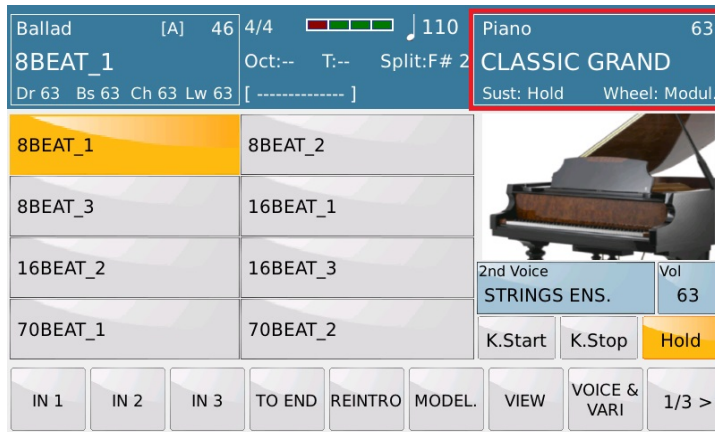 Ballad [A] 46
8BEAT_1
Dr 63 Bs 63 Ch 63 Lw 63
4/4 110
Oct:-- T:-- Split:F# 2
[ -------------- ]
Piano 63
CLASSIC GRAND
Sust: Hold Wheel: Modul.
8BEAT_1 8BEAT_2
8BEAT_3 16BEAT_1
16BEAT_2 16BEAT_3
70BEAT_1 70BEAT_2
2nd Voice Vol
STRINGS ENS. 63
K.Start K.Stop Hold
IN 1 IN 2 IN 3 TO END REINTRO MODEL. VIEW VOICE & VARI 1/3 >